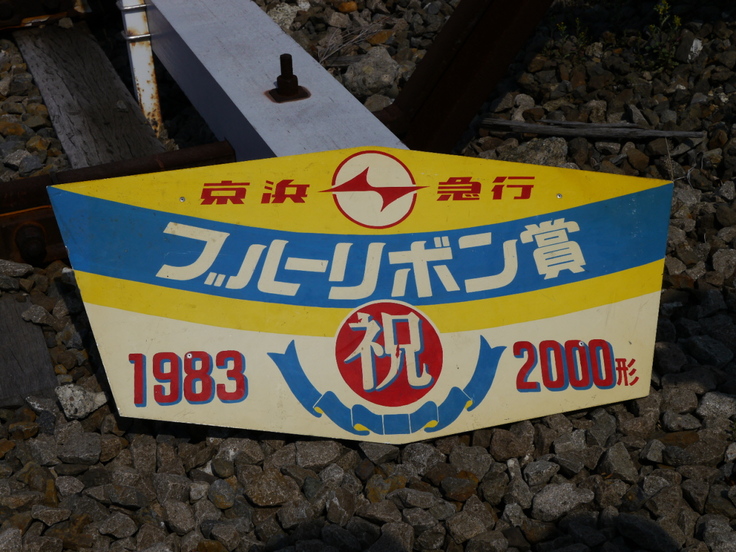 京浜 急行
ブルーリボン賞
祝
1983 2000形